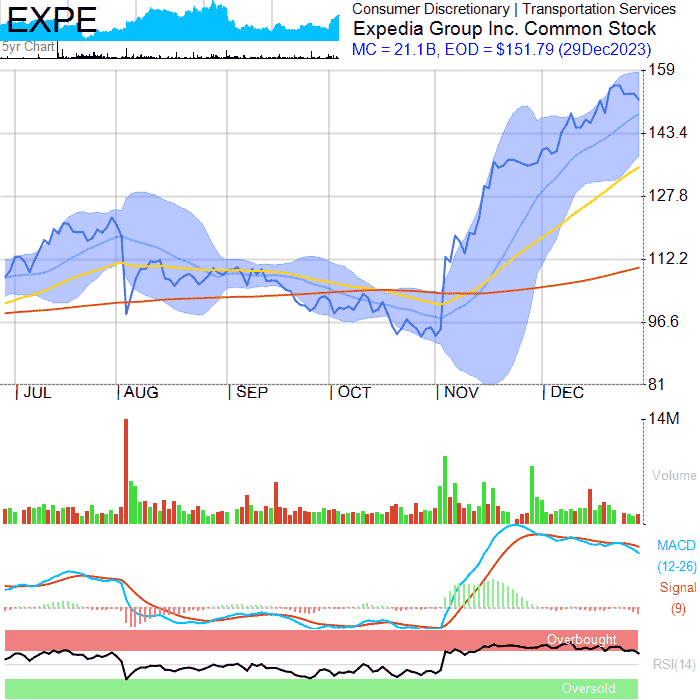 EXPE
5yr Chart
Consumer Discretionary | Transportation Services
Expedia Group Inc. Common Stock
MC = 21.1B, EOD = $151.79 (29Dec2023)
159
143.4
127.8
112.2
96.6
81
JUL AUG SEP OCT NOV DEC
14M
Volume
MACD
(12-26)
Signal
(9)
Overbought
RSI(14)
Oversold